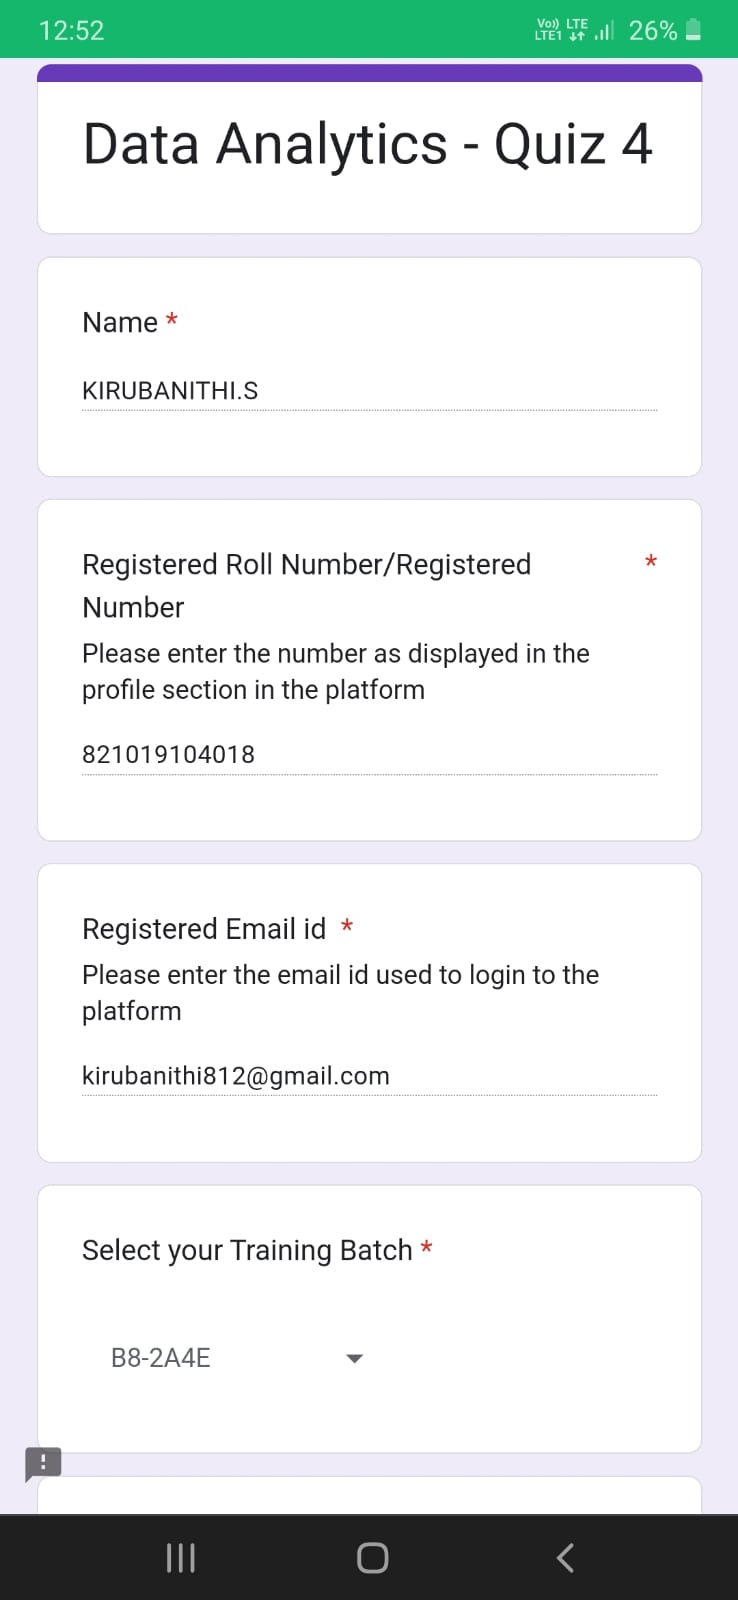 12:52
Vo)) LTE
LTE1
26%
Data Analytics - Quiz 4
Name *
KIRUBANITHI.S
Registered Roll Number/Registered *
Number
Please enter the number as displayed in the
profile section in the platform
821019104018
Registered Email id *
Please enter the email id used to login to the
platform
kirubanithi812@gmail.com
Select your Training Batch *
B8-2A4E